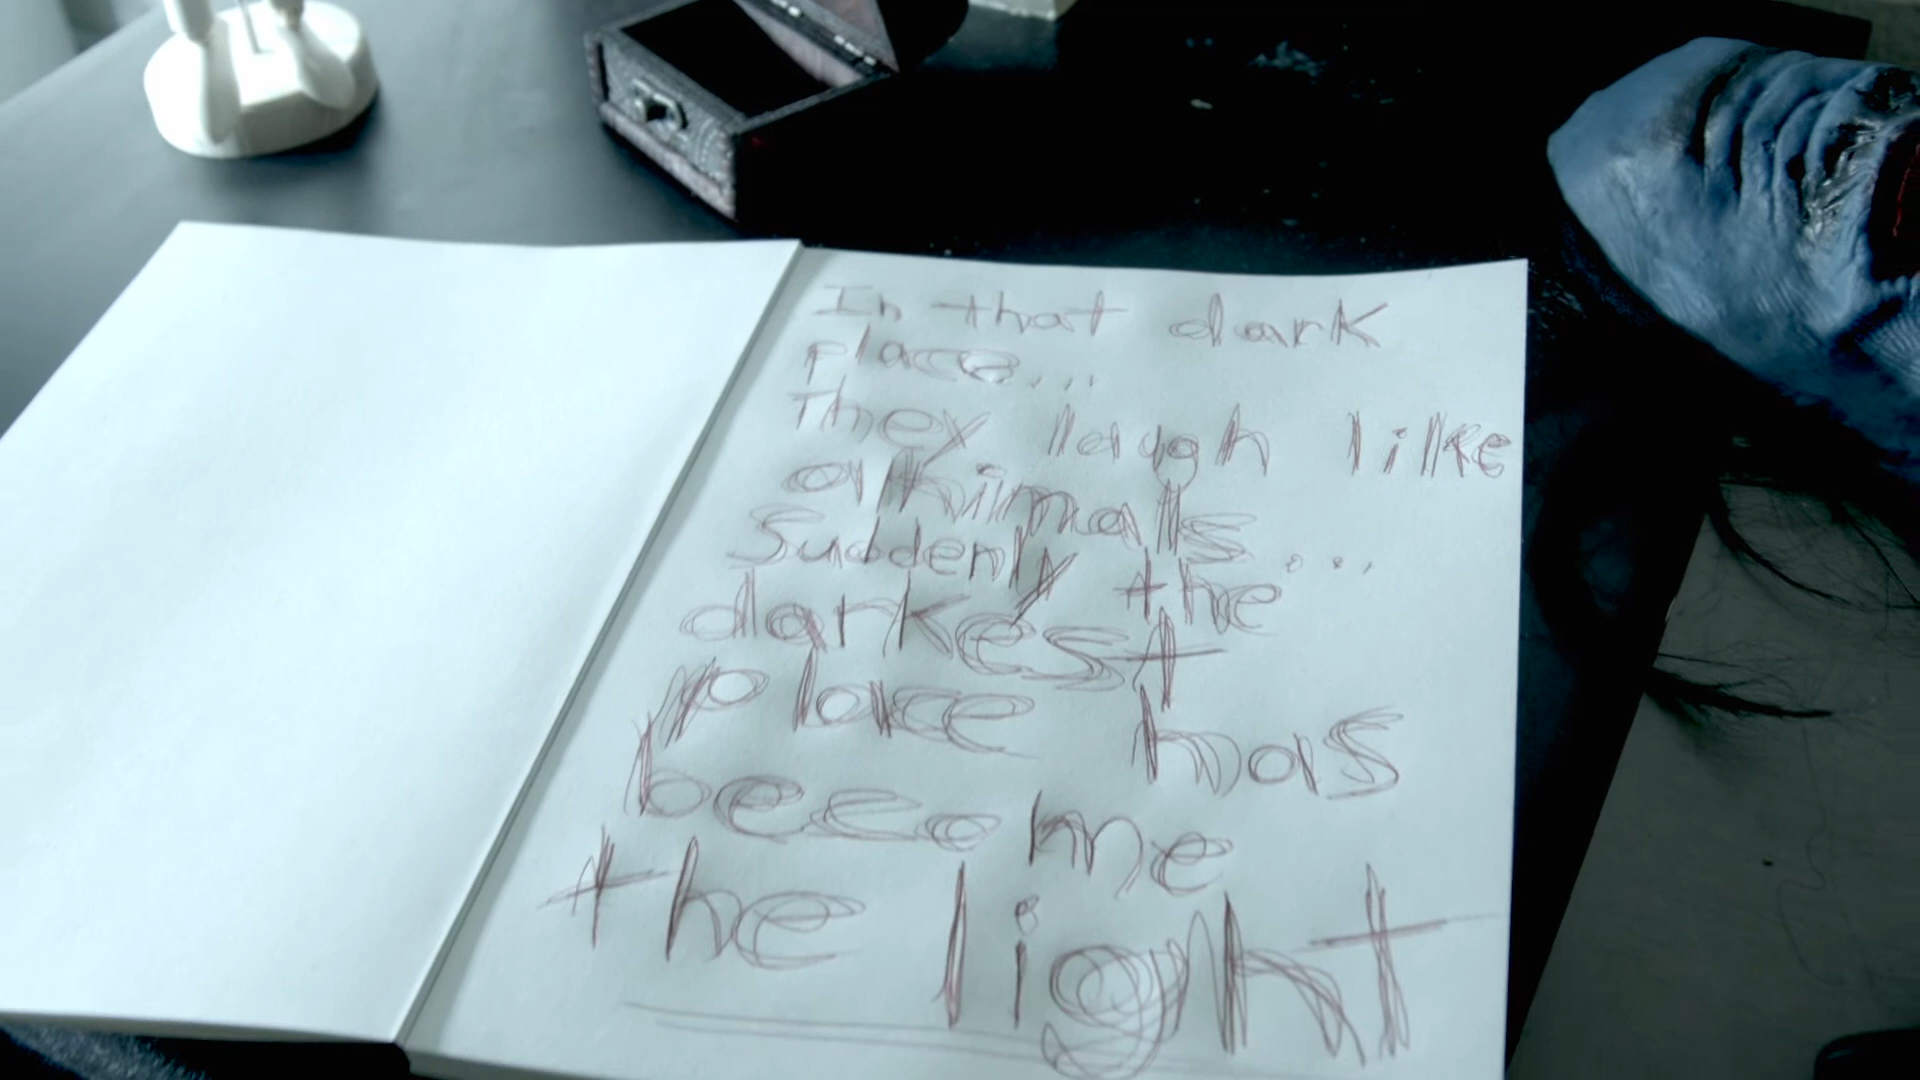 In that dark
place...
They laugh like
animals...
Suddenly the
darkest
place has
become
the light